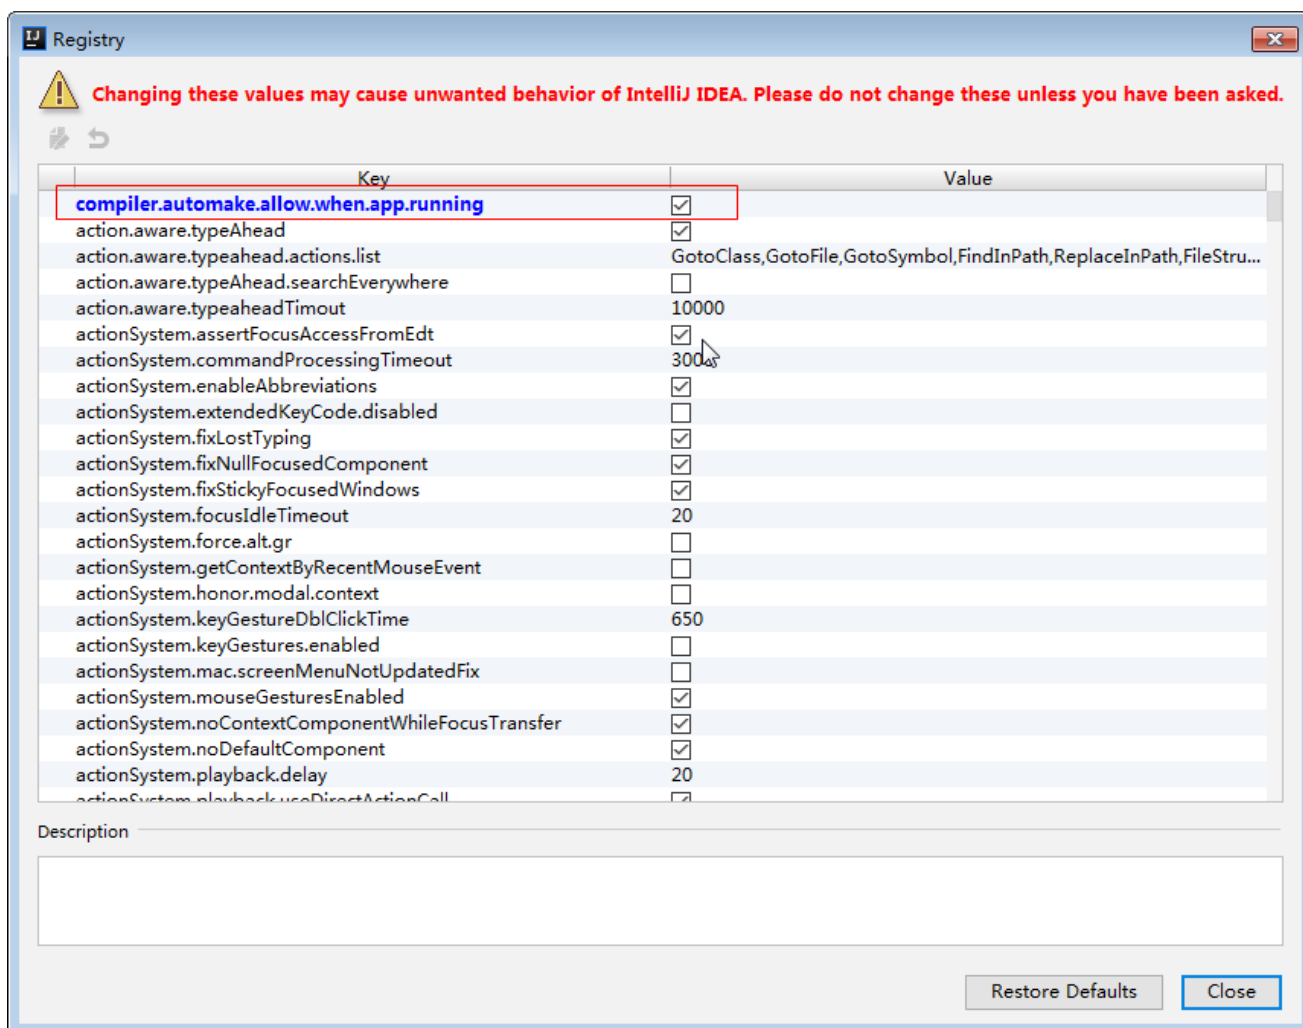 Registry
Changing these values may cause unwanted behavior of IntelliJ IDEA. Please do not change these unless you have been asked.
Key Value
compiler.automake.allow.when.app.running
action.aware.typeAhead
action.aware.typeahead.actions.list GotoClass,GotoFile,GotoSymbol,FindInPath,ReplaceInPath,FileStru...
action.aware.typeAhead.searchEverywhere
action.aware.typeaheadTimout 10000
actionSystem.assertFocusAccessFromEdt
actionSystem.commandProcessingTimeout
actionSystem.enableAbbreviations
actionSystem.extendedKeyCode.disabled
actionSystem.fixLostTyping
actionSystem.fixNullFocusedComponent
actionSystem.fixStickyFocusedWindows
actionSystem.focusIdleTimeout 20
actionSystem.force.alt.gr
actionSystem.getContextByRecentMouseEvent
actionSystem.honor.modal.context
actionSystem.keyGestureDblClickTime 650
actionSystem.keyGestures.enabled
actionSystem.mac.screenMenuNotUpdatedFix
actionSystem.mouseGesturesEnabled
actionSystem.noContextComponentWhileFocusTransfer
actionSystem.noDefaultComponent
actionSystem.playback.delay 20
actionSystem.playback.useDirectActionCall
Description
Restore Defaults Close